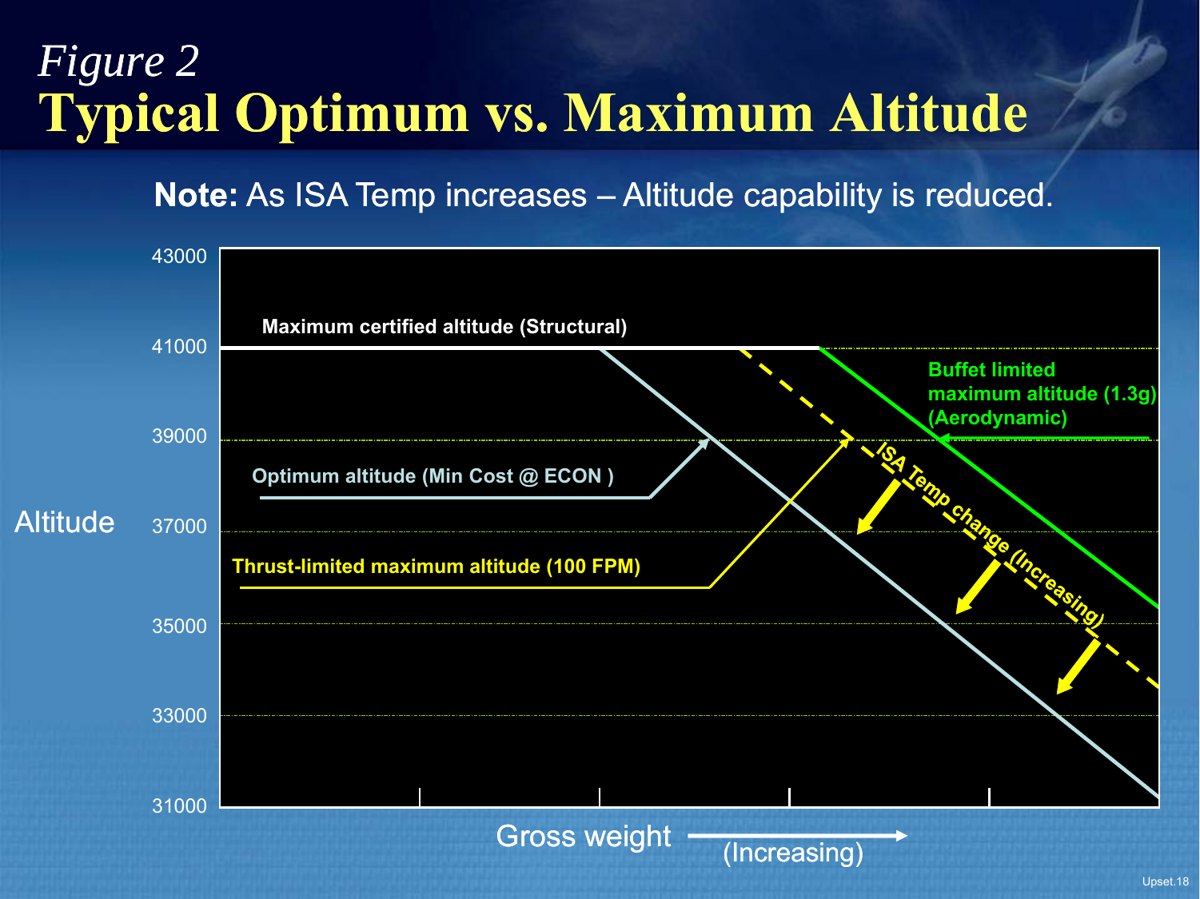 Figure 2
Typical Optimum vs. Maximum Altitude
Note: As ISA Temp increases – Altitude capability is reduced.
43000
Maximum certified altitude (Structural)
41000
Buffet limited
maximum altitude (1.3g)
(Aerodynamic)
39000
ISA Temp change (Increasing)
Optimum altitude (Min Cost @ ECON )
Altitude
37000
Thrust-limited maximum altitude (100 FPM)
35000
33000
31000
Gross weight
(Increasing)
Upset.18